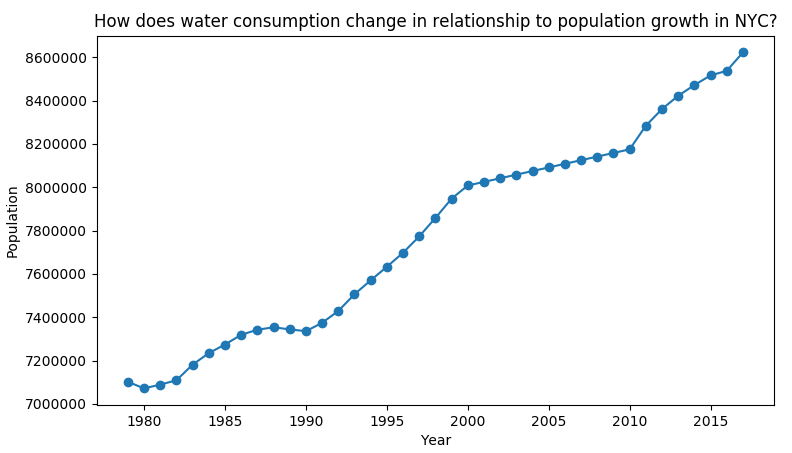 How does water consumption change in relationship to population growth in NYC?
8600000
8400000
8200000
8000000
7800000
7600000
7400000
7200000
7000000
Population
1980 1985 1990 1995 2000 2005 2010 2015
Year